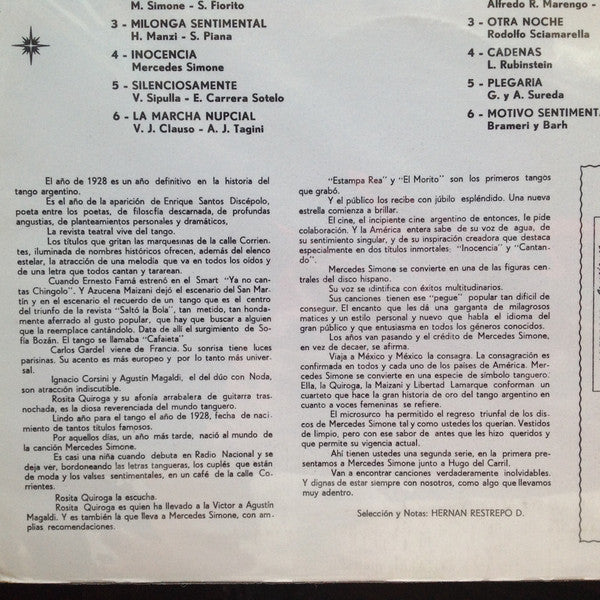 M. Simone - S. Fiorito
3 - MILONGA SENTIMENTAL
H. Manzi - S. Piana
4 - INOCENCIA
Mercedes Simone
5 - SILENCIOSAMENTE
V. Sipulla - E. Carrera Sotelo
6 - LA MARCHA NUPCIAL
V. J. Clauso - A. J. Tagini
Alfredo R. Marengo -
3 - OTRA NOCHE
Rodolfo Sciamarella
4 - CADENAS
L. Rubinstein
5 - PLEGARIA
G. y A. Sureda
6 - MOTIVO SENTIMENTA
Brameri y Barh
El año de 1928 es un año definitivo en la historia del
tango argentino.
Es el año de la aparición de Enrique Santos Discépolo,
poeta entre los poetas, de filosofia descarnada, de profundas
angustias, de planteamientos personales y dramáticos,
La revista teatral vive del tango.
Los títulos que gritan las marquesinas de la calle Corrien-
tes, iluminada de nombres históricos ofrecen, además del elenco
estelar, la atracción de una melodía que va en todos los oidos y
de una letra que todos cantan y tararean.
Cuando Ernesto Famá estrenó en el Smart "Ya no can-
tas Chingolo". Y Azucena Maizani dejó el escenario del San Mar-
tín y en el escenario el recuerdo de un tango que es el centro
del triunfo de la revista "Saltó la Bola", tan metido, tan honda-
mente aferrado al gusto popular, que hay que buscar a alguien
que la reemplace cantándolo. Data de allí el surgimiento de So-
fía Bozán. El tango se llamaba "Cafaieta"
Carlos Gardel viene de Francia. Su sonrisa tiene luces
parisinas. Su acento es más europeo y por lo tanto más univer-
sal.
Ignacio Corsini y Agustín Magaldi, el del dúo con Noda,
son atracción indiscutible.
Rosita Quiroga y su afonía arrabalera de guitarra tras-
nochada, es la diosa reverenciada del mundo tanguero.
Lindo año para el tango el año de 1928, fecha de naci-
miento de tantos títulos famosos.
Por aquellos días, un año más tarde, nació al mundo de
la canción Mercedes Simone.
Es casi una niña cuando debuta en Radio Nacional y se
deja ver, bordoneando las letras tangueras, los cuplés que están
de moda y los valses sentimentales, en un café de la calle Co-
rrientes.
Rosita Quiroga la escucha.
Rosita Quiroga es quien ha llevado a la Victor a Agustín
Magaldi. Y es también la que lleva a Mercedes Simone, con am-
plias recomendaciones.
"Estampa Rea" y "El Morito" son los primeros tangos
que grabó.
Y el público los recibe con júbilo espléndido. Una nueva
estrella comienza a brillar.
El cine, el incipiente cine argentino de entonces, le pide
colaboración. Y la América entera sabe de su voz de agua, de
su sentimiento singular, y de su inspiración creadora que destaca
especialmente en dos títulos inmortales: "Inocencia" y "Cantan-
do".
Mercedes Simone se convierte en una de las figuras cen-
trales del disco hispano.
Su voz se dintifica con éxitos multitudinarios.
Sus canciones tienen ese "pegue" popular tan dificil de
conseguir. El encanto que les dá una garganta de milagrosos
matices y un estilo personal y nuevo que habla el idioma del
gran público y que entusiasma en todos los géneros conocidos.
Los años van pasando y el crédito de Mercedes Simone,
en vez de decaer, se afirma.
Viaja a México y México la consagra. La consagración es
confirmada en todos y cada uno de los países de América. Mer-
cedes Simone se convierte en una especie de símbolo tanguero.
Ella, la Quiroga, la Maizani y Libertad Lamarque conforman un
cuarteto que hace la gran historia de oro del tango argentino en
cuanto a voces femeninas se refiere.
El microsurco ha permitido el regreso triunfal de los dis-
cos de Mercedes Simone tal y como ustedes los querían. Vestidos
de limpio, pero con ese sabor de antes que les hizo queridos y
que permite su vigencia actual.
Ahí tienen ustedes una segunda serie, en la primera pre-
sentamos a Mercedes Simone junto a Hugo del Carril.
Van a encontrar canciones verdaderamente inolvidables.
Y dignas de estar siempre con nosotros, como algo que llevamos
muy adentro.
Selección y Notas: HERNAN RESTREPO D.